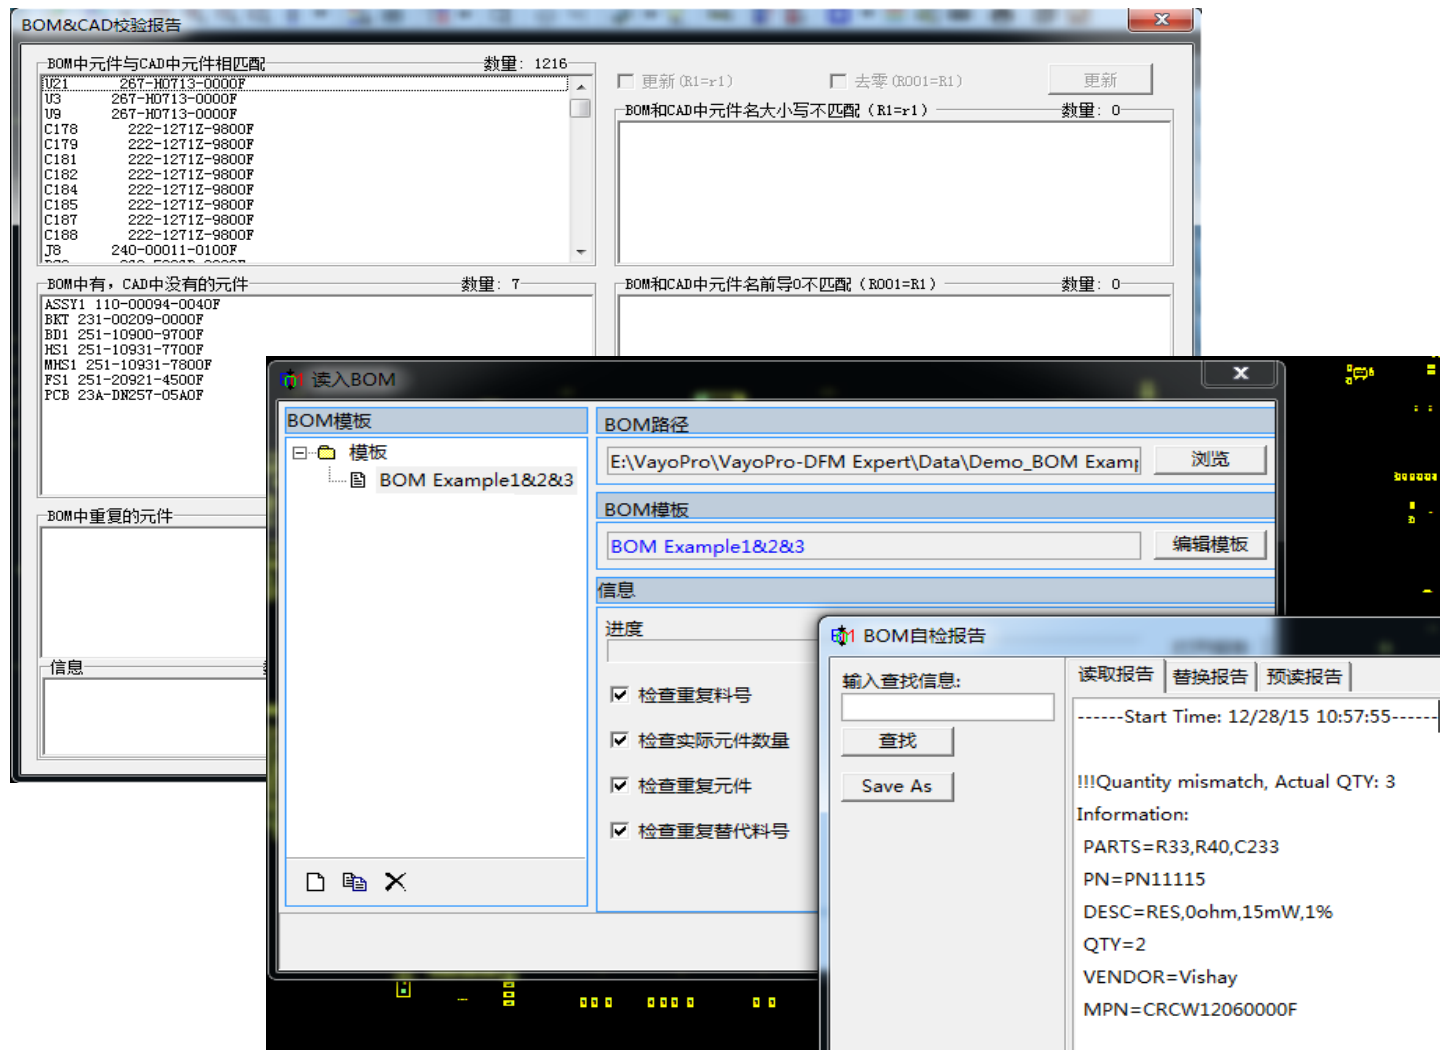 BOM&CAD校验报告
BOM中元件与CAD中元件相匹配 数量: 1216
U21 267-H0713-0000F
U3 267-H0713-0000F
U9 267-H0713-0000F
C178 222-1271Z-9800F
C179 222-1271Z-9800F
C181 222-1271Z-9800F
C182 222-1271Z-9800F
C184 222-1271Z-9800F
C185 222-1271Z-9800F
C187 222-1271Z-9800F
C188 222-1271Z-9800F
J8 240-00011-0100F
更新(R1=r1) 去零(R001=R1) 更新
BOM和CAD中元件名大小写不匹配 (R1=r1) 数量: 0
BOM中有，CAD中没有的元件 数量: 7
ASSY1 110-00094-0040F
BKT 231-00209-0000F
BD1 251-10900-9700F
HS1 251-10931-7700F
MHS1 251-10931-7800F
FS1 251-20921-4500F
PCB 23A-DN257-05A0F
BOM和CAD中元件名前导0不匹配 (R001=R1) 数量: 0
BOM中重复的元件
信息
读入BOM
BOM模板
模板
BOM Example1&2&3
BOM路径
E:\VayoPro\VayoPro-DFM Expert\Data\Demo_BOM Examp
浏览
BOM模板
BOM Example1&2&3
编辑模板
信息
进度
检查重复料号
检查实际元件数量
检查重复元件
检查重复替代料号
BOM自检报告
输入查找信息:
查找
Save As
读取报告 替换报告 预读报告
------Start Time: 12/28/15 10:57:55------
!!!Quantity mismatch, Actual QTY: 3
Information:
PARTS=R33,R40,C233
PN=PN11115
DESC=RES,0ohm,15mW,1%
QTY=2
VENDOR=Vishay
MPN=CRCW12060000F